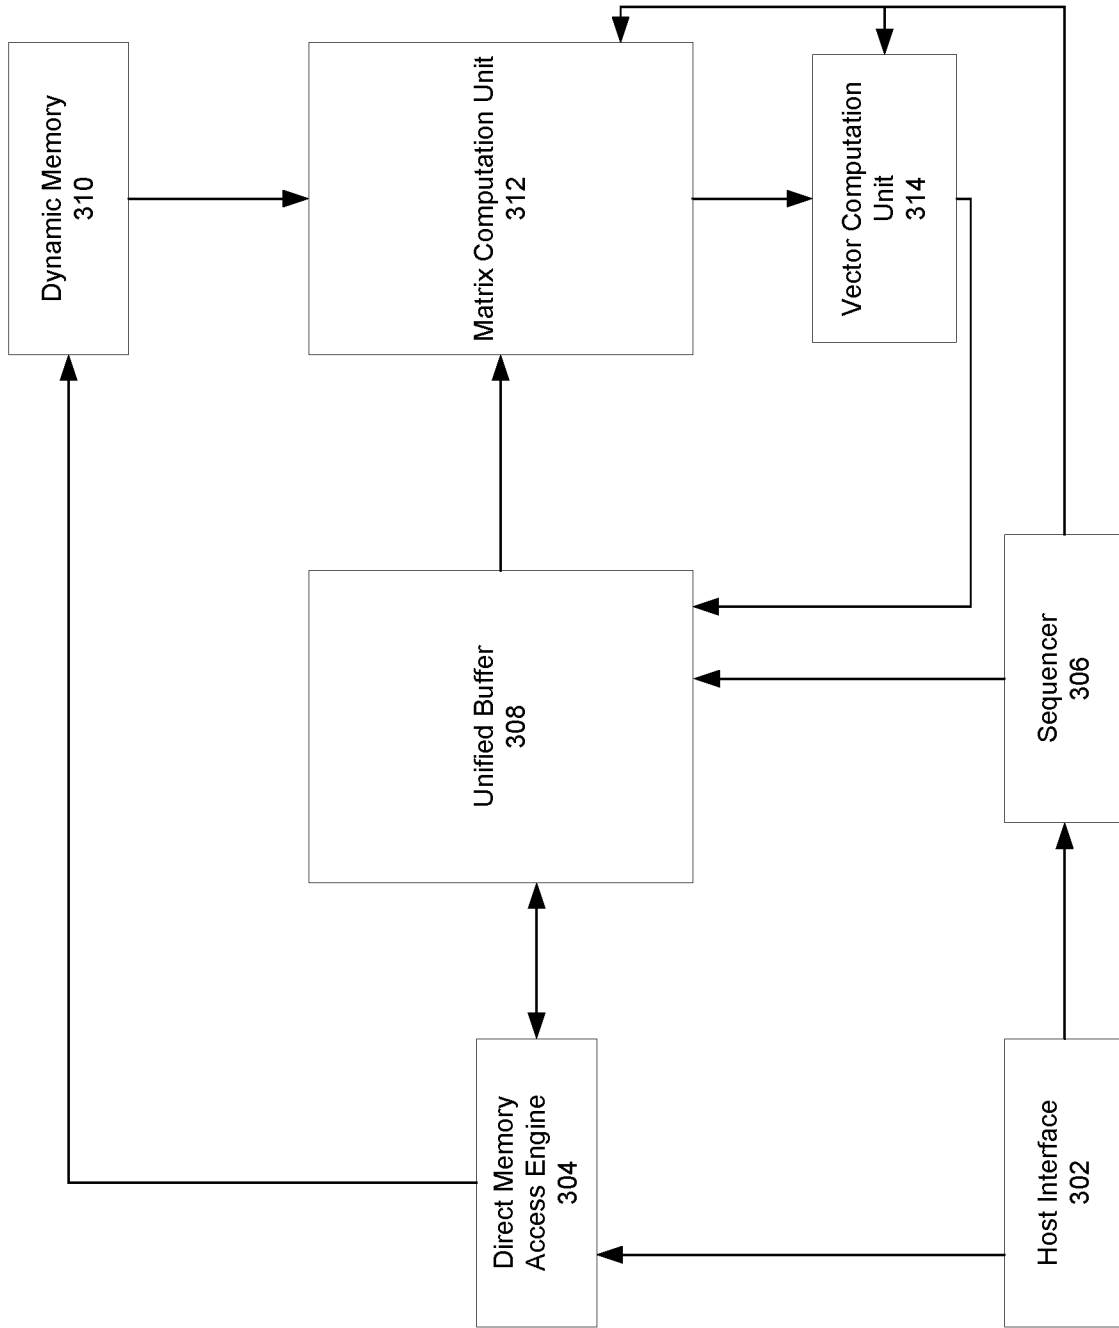 Dynamic Memory
310
Matrix Computation Unit
312
Vector Computation
Unit
314
Unified Buffer
308
Sequencer
306
Direct Memory
Access Engine
304
Host Interface
302